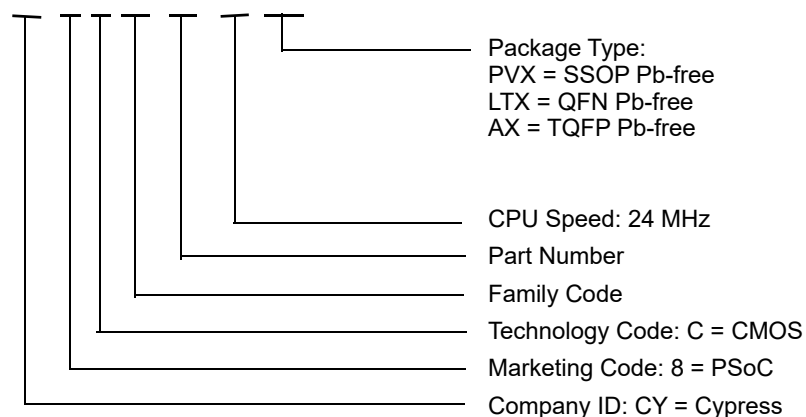 Package Type:
PVX = SSOP Pb-free
LTX = QFN Pb-free
AX = TQFP Pb-free
CPU Speed: 24 MHz
Part Number
Family Code
Technology Code: C = CMOS
Marketing Code: 8 = PSoC
Company ID: CY = Cypress